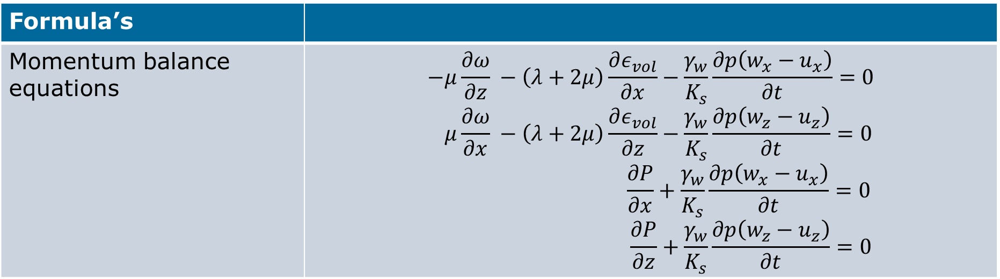 Formula’s
Momentum balance
equations
−μ ∂ω/∂z − (λ + 2μ) ∂ϵ_vol/∂x − γ_w/K_s ∂p(w_x − u_x)/∂t = 0
μ ∂ω/∂x − (λ + 2μ) ∂ϵ_vol/∂z − γ_w/K_s ∂p(w_z − u_z)/∂t = 0
∂P/∂x + γ_w/K_s ∂p(w_x − u_x)/∂t = 0
∂P/∂z + γ_w/K_s ∂p(w_z − u_z)/∂t = 0